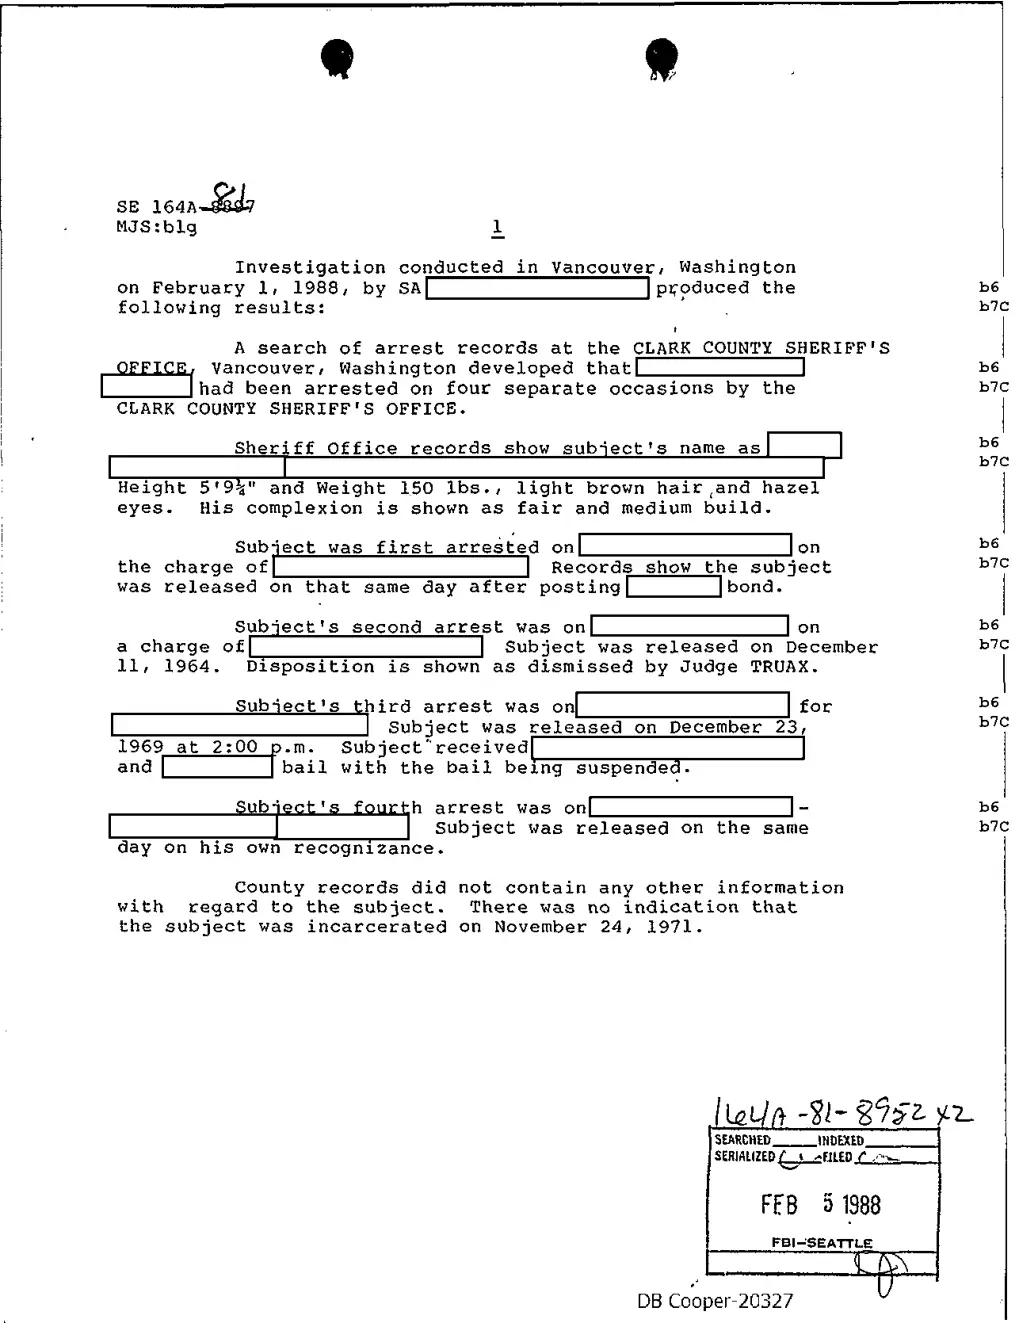 SE 164A-81
MJS:blg
1
Investigation conducted in Vancouver, Washington
on February 1, 1988, by SA produced the
b6
following results:
b7C
A search of arrest records at the CLARK COUNTY SHERIFF'S
OFFICE, Vancouver, Washington developed that
b6
had been arrested on four separate occasions by the
b7C
CLARK COUNTY SHERIFF'S OFFICE.
Sheriff Office records show subject's name as
b6
b7C
Height 5'9¼" and Weight 150 lbs., light brown hair and hazel
eyes. His complexion is shown as fair and medium build.
Subject was first arrested on on
b6
the charge of Records show the subject
b7C
was released on that same day after posting bond.
Subject's second arrest was on on
b6
a charge of Subject was released on December
b7C
11, 1964. Disposition is shown as dismissed by Judge TRUAX.
Subject's third arrest was on for
b6
Subject was released on December 23,
b7C
1969 at 2:00 p.m. Subject received
and bail with the bail being suspended.
Subject's fourth arrest was on -
b6
Subject was released on the same
b7C
day on his own recognizance.
County records did not contain any other information
with regard to the subject. There was no indication that
the subject was incarcerated on November 24, 1971.
164A-81-8952 X2
SEARCHED INDEXED
SERIALIZED FILED
FEB 5 1988
FBI-SEATTLE
DB Cooper-20327